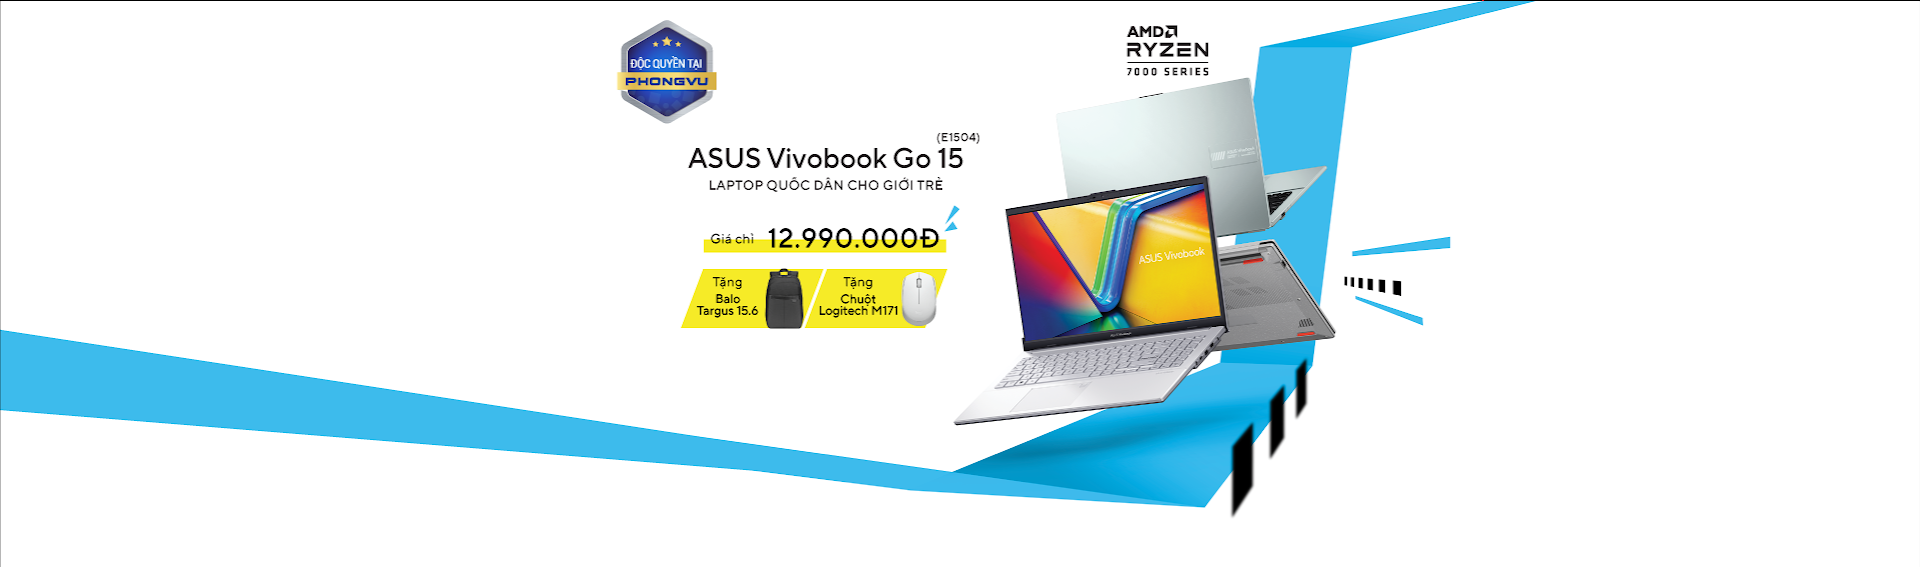 ĐỘC QUYỀN TẠI
PHONGVU
AMD
RYZEN
7000 SERIES
(E1504)
ASUS Vivobook Go 15
LAPTOP QUỐC DÂN CHO GIỚI TRẺ
Giá chỉ 12.990.000Đ
Tặng
Balo
Targus 15.6
Tặng
Chuột
Logitech M171
ASUS Vivobook